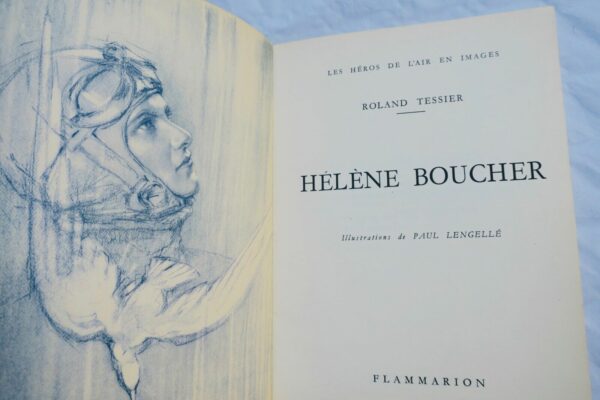 LES HÉROS DE L'AIR EN IMAGES
ROLAND TESSIER
HÉLÈNE BOUCHER
Illustrations de PAUL LENGELLÉ
FLAMMARION